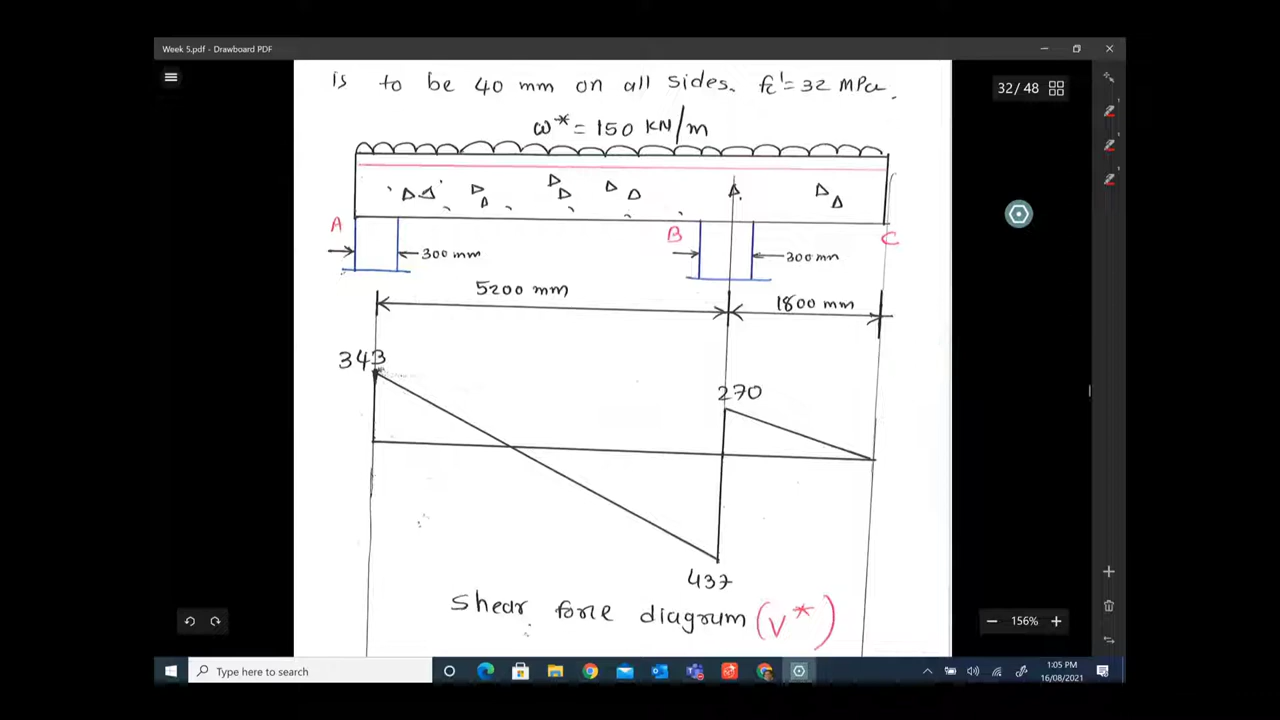 Week 5.pdf - Drawboard PDF
is to be 40 mm on all sides. fc'= 32 MPa.
32/ 48
ω* = 150 KN/m
A
B
C
300 mm
300 mm
5200 mm
1800 mm
343
270
437
Shear force diagram (V*)
156%
Type here to search
1:05 PM
16/08/2021